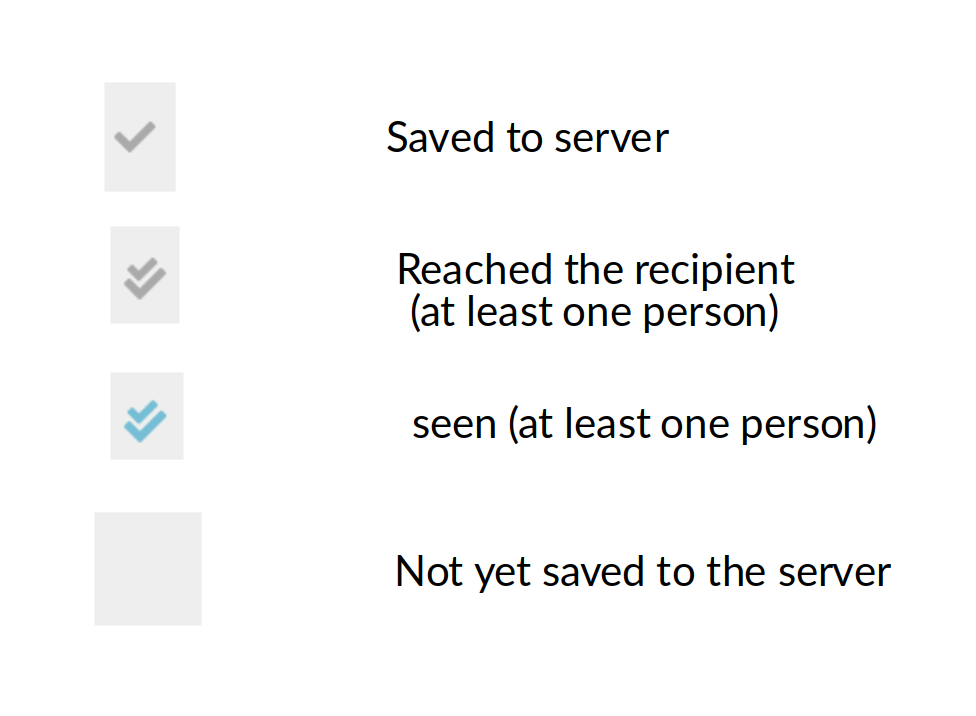 Saved to server
Reached the recipient
(at least one person)
seen (at least one person)
Not yet saved to the server